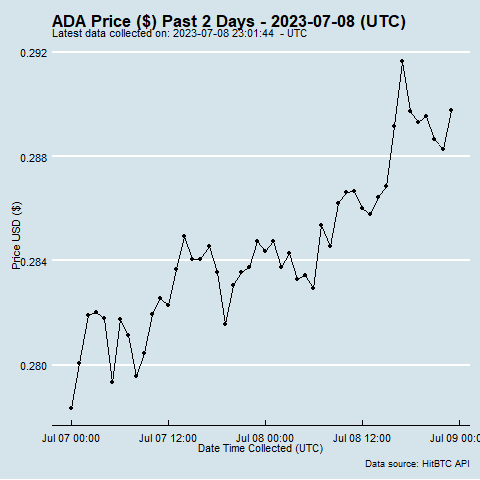 ADA Price ($) Past 2 Days - 2023-07-08 (UTC)
Latest data collected on: 2023-07-08 23:01:44  - UTC
0.292
0.288
0.284
0.280
Price USD ($)
Jul 07 00:00 Jul 07 12:00 Jul 08 00:00 Jul 08 12:00 Jul 09 00:00
Date Time Collected (UTC)
Data source: HitBTC API